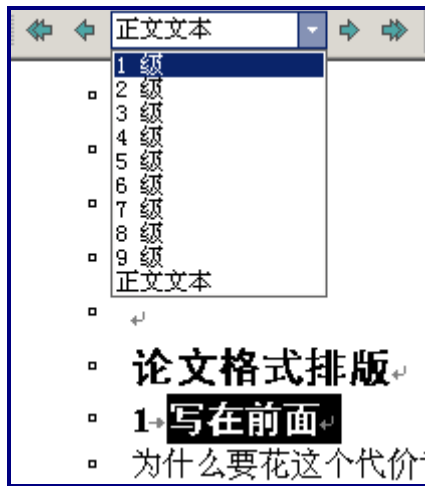 正文文本
1 级
2 级
3 级
4 级
5 级
6 级
7 级
8 级
9 级
正文文本
论文格式排版
1→写在前面
为什么要花这个代价